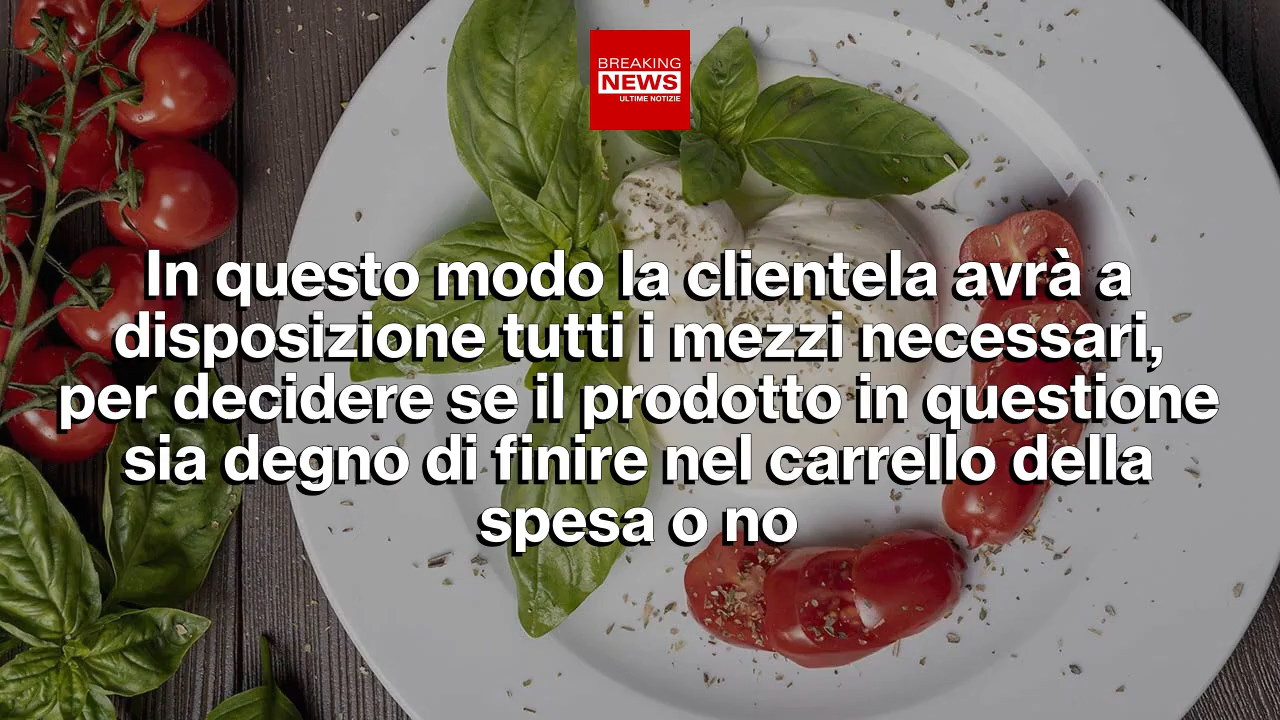 BREAKING
NEWS
ULTIME NOTIZIE
In questo modo la clientela avrà a
disposizione tutti i mezzi necessari,
per decidere se il prodotto in questione
sia degno di finire nel carrello della
spesa o no